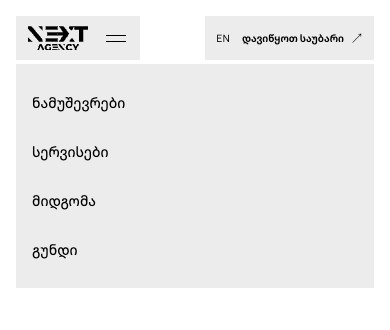 NEXT
AGENCY
EN დავიწყოთ საუბარი
ნამუშევრები
სერვისები
მიდგომა
გუნდი